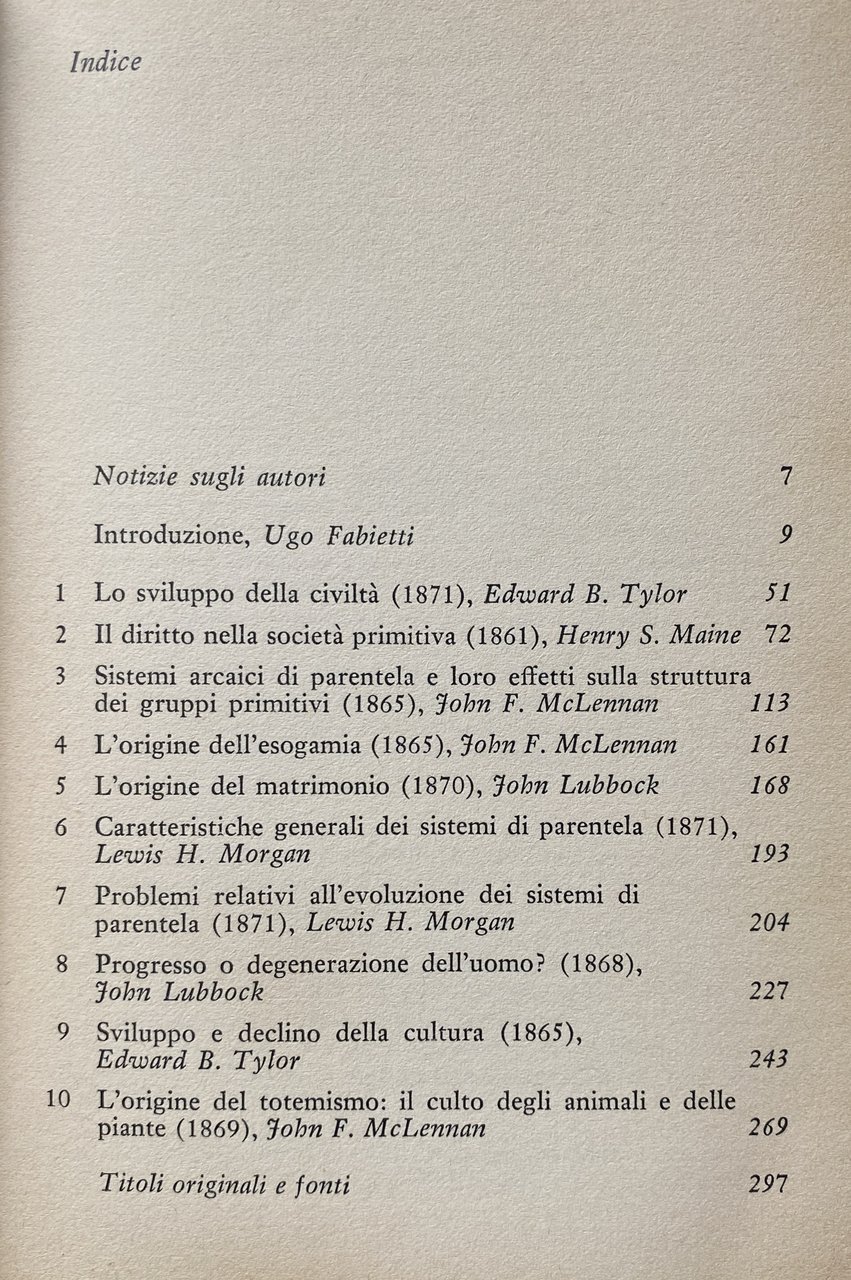 Indice
Notizie sugli autori 7
Introduzione, Ugo Fabietti 9
1 Lo sviluppo della civiltà (1871), Edward B. Tylor 51
2 Il diritto nella società primitiva (1861), Henry S. Maine 72
3 Sistemi arcaici di parentela e loro effetti sulla struttura
dei gruppi primitivi (1865), John F. McLennan 113
4 L'origine dell'esogamia (1865), John F. McLennan 161
5 L'origine del matrimonio (1870), John Lubbock 168
6 Caratteristiche generali dei sistemi di parentela (1871),
Lewis H. Morgan 193
7 Problemi relativi all'evoluzione dei sistemi di
parentela (1871), Lewis H. Morgan 204
8 Progresso o degenerazione dell'uomo? (1868),
John Lubbock 227
9 Sviluppo e declino della cultura (1865),
Edward B. Tylor 243
10 L'origine del totemismo: il culto degli animali e delle
piante (1869), John F. McLennan 269
Titoli originali e fonti 297